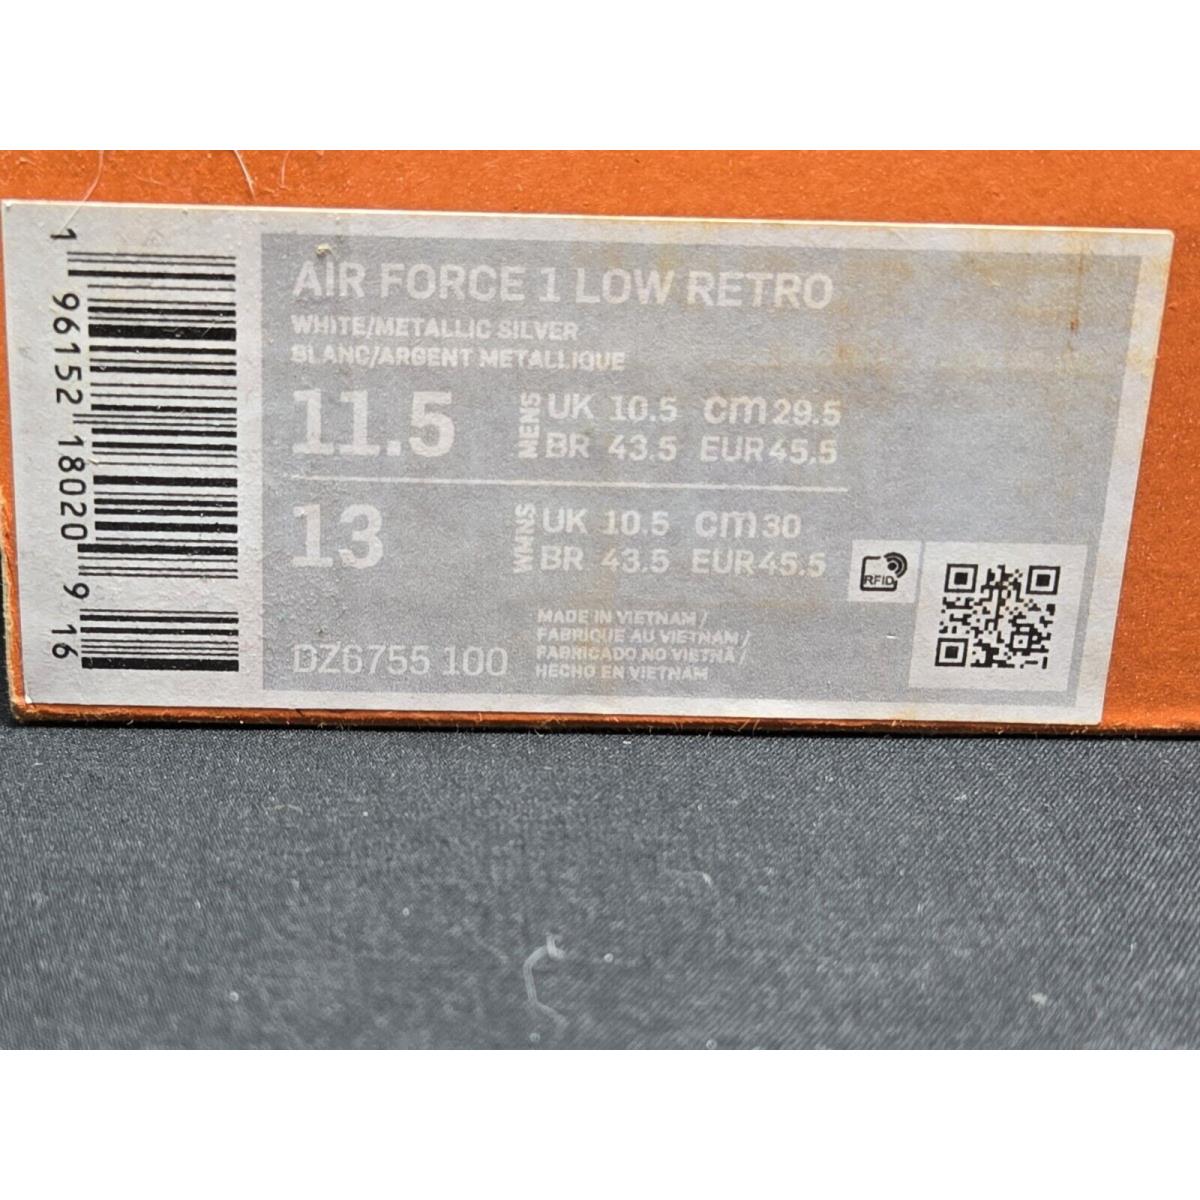 AIR FORCE 1 LOW RETRO
WHITE/METALLIC SILVER
BLANC/ARGENT METALLIQUE
11.5 MENS UK 10.5 cm 29.5
BR 43.5 EUR 45.5
13 WMNS UK 10.5 cm 30
BR 43.5 EUR 45.5
MADE IN VIETNAM /
FABRIQUE AU VIETNAM /
FABRICADO NO VIETNÃ /
HECHO EN VIETNAM
DZ6755 100
RFID
1 96152 18020 9 16